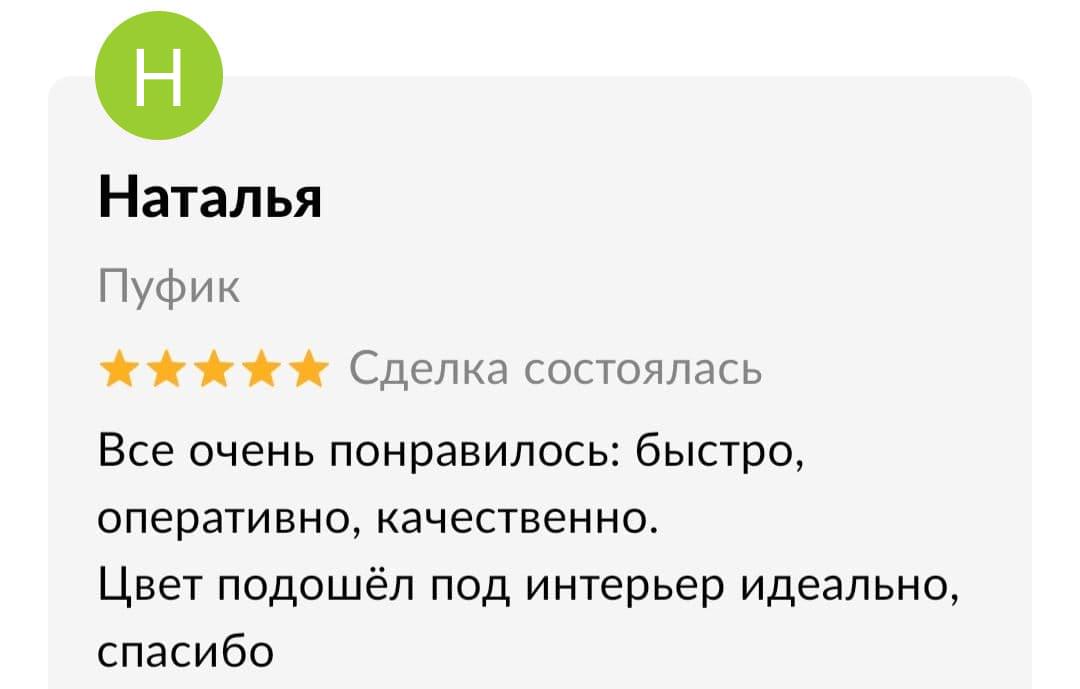 Н
Наталья
Пуфик
Сделка состоялась
Все очень понравилось: быстро,
оперативно, качественно.
Цвет подошёл под интерьер идеально,
спасибо